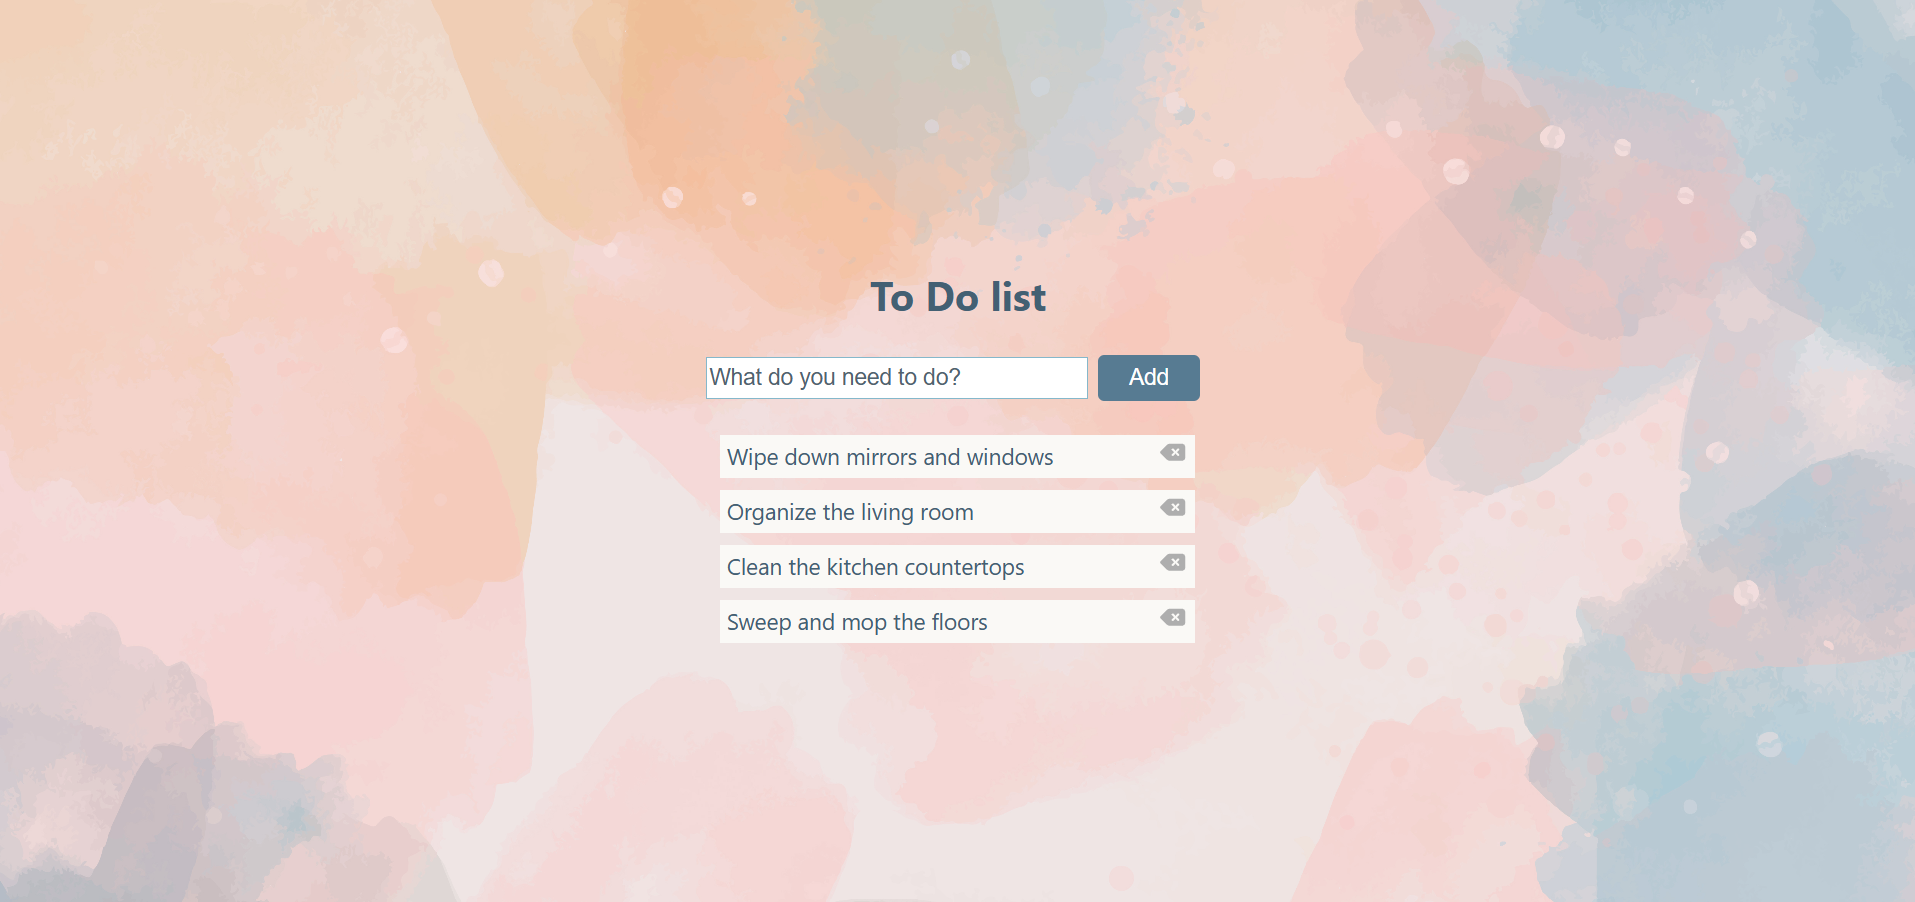 To Do list
What do you need to do?
Add
Wipe down mirrors and windows
Organize the living room
Clean the kitchen countertops
Sweep and mop the floors